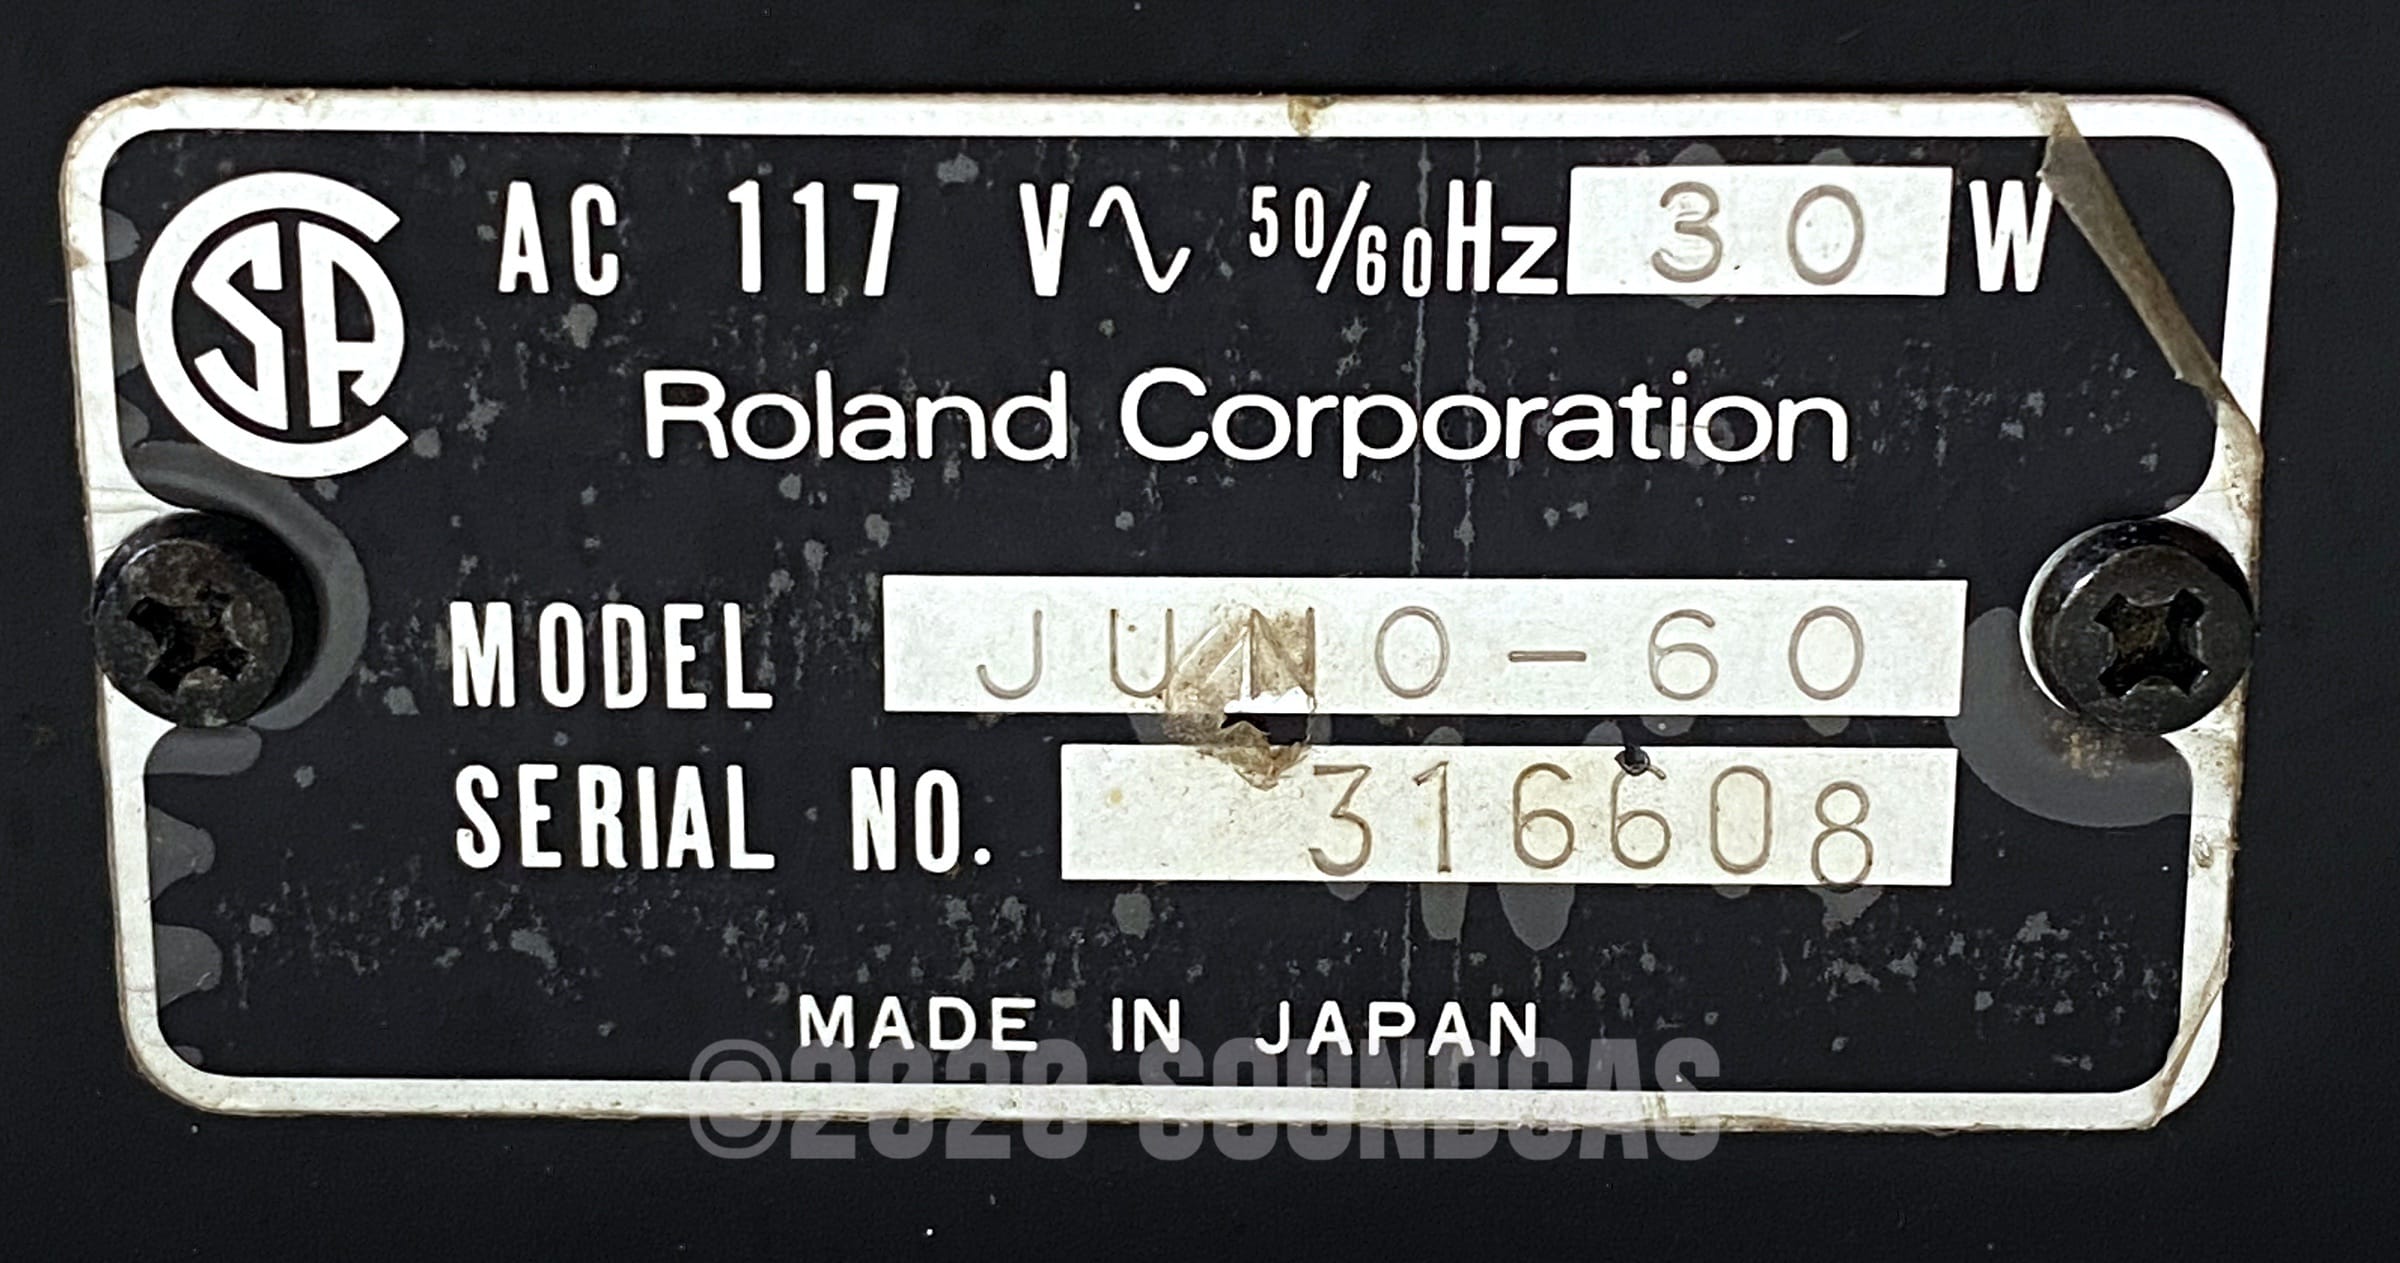 CSA AC 117 V∿ 50/60Hz 30 W
Roland Corporation
MODEL JUNO-60
SERIAL NO. 316608
MADE IN JAPAN
©2020 SOUNDGAS